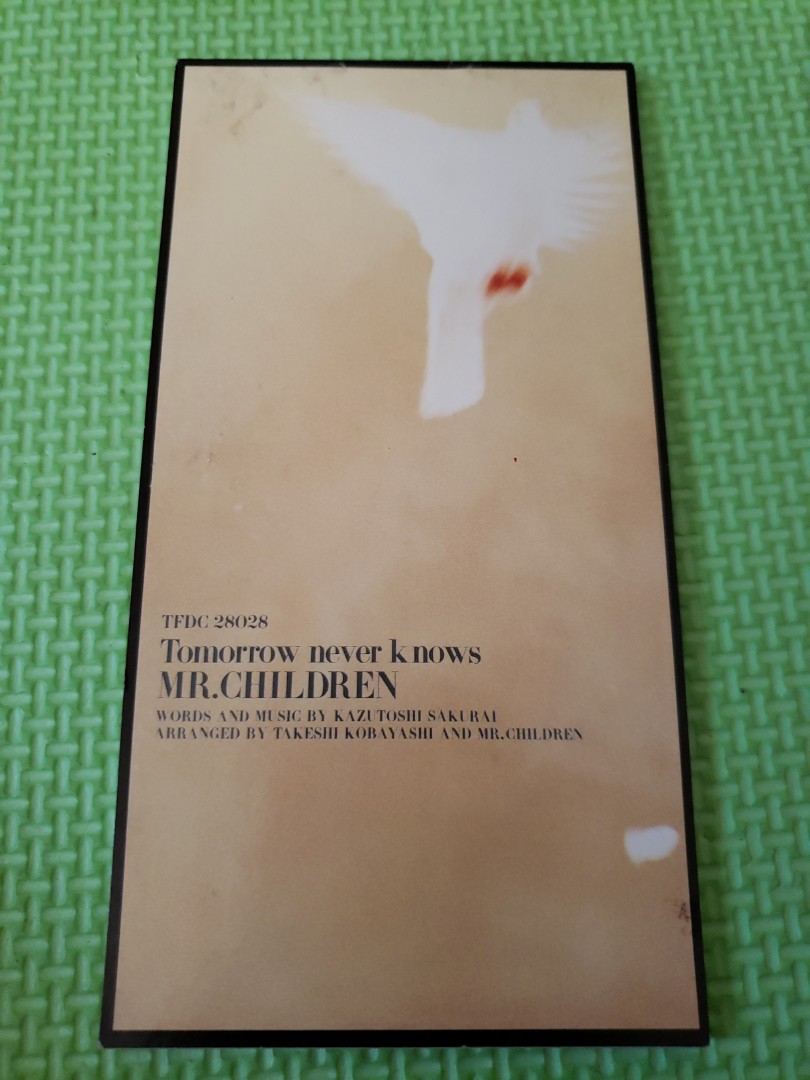 TFDC 28028
Tomorrow never knows
MR.CHILDREN
WORDS AND MUSIC BY KAZUTOSHI SAKURAI
ARRANGED BY TAKESHI KOBAYASHI AND MR.CHILDREN